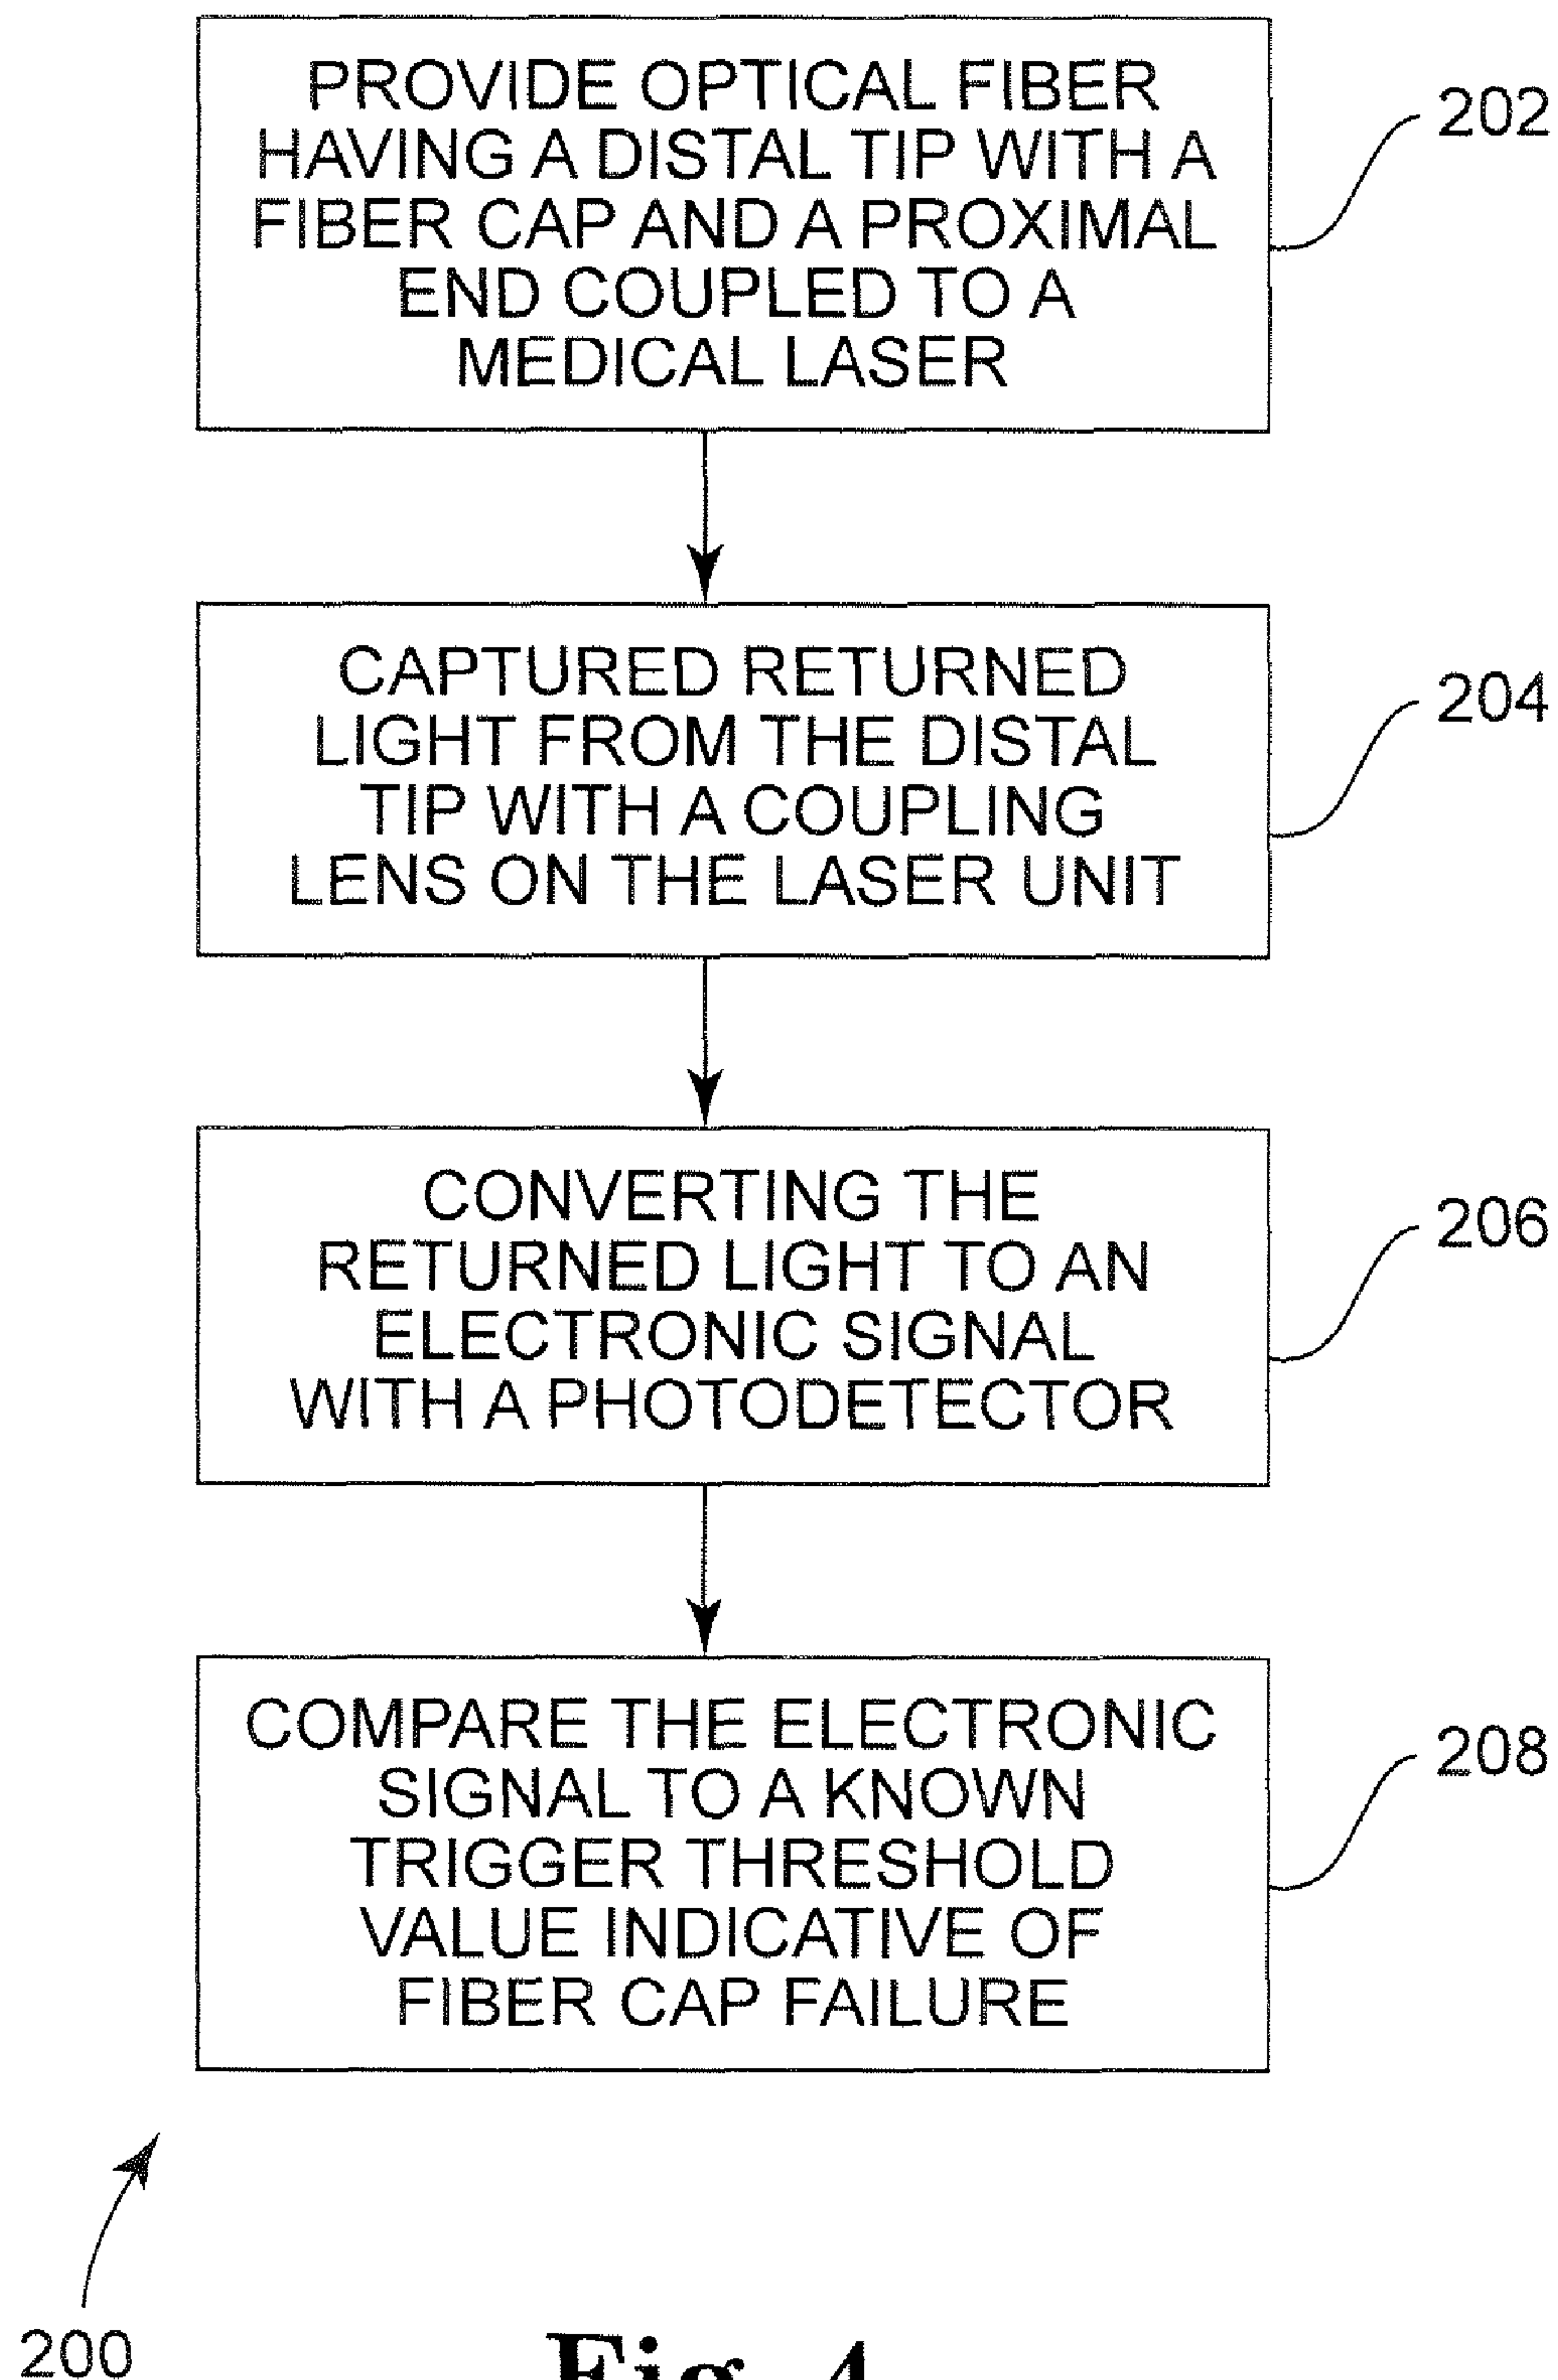 PROVIDE OPTICAL FIBER
HAVING A DISTAL TIP WITH A
FIBER CAP AND A PROXIMAL
END COUPLED TO A
MEDICAL LASER
202
CAPTURED RETURNED
LIGHT FROM THE DISTAL
TIP WITH A COUPLING
LENS ON THE LASER UNIT
204
CONVERTING THE
RETURNED LIGHT TO AN
ELECTRONIC SIGNAL
WITH A PHOTODETECTOR
206
COMPARE THE ELECTRONIC
SIGNAL TO A KNOWN
TRIGGER THRESHOLD
VALUE INDICATIVE OF
FIBER CAP FAILURE
208
200
Fig. 4